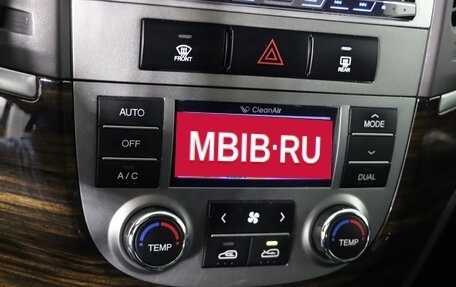 FRONT
REAR
CleanAir
AUTO
MODE
OFF
MBIB·RU
A/C
DUAL
TEMP
TEMP